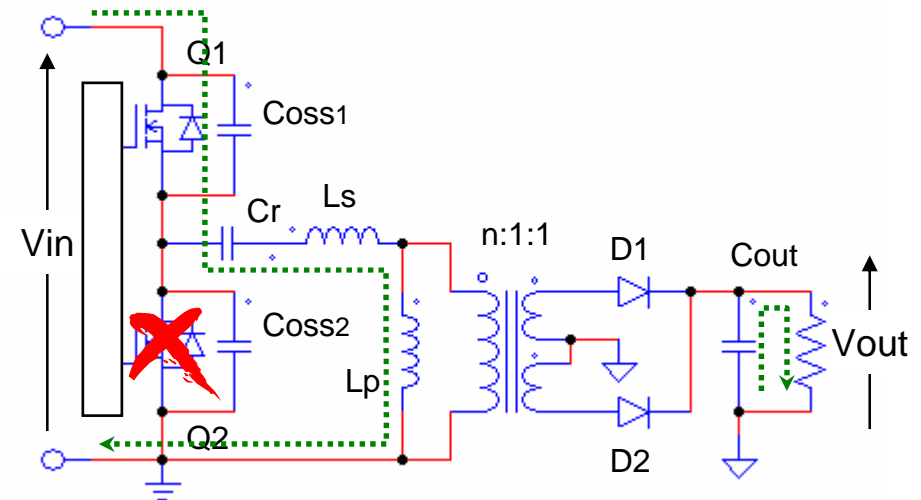 Q1
Coss1
Cr
Ls
Vin
n:1:1
D1
Cout
Coss2
Vout
Lp
Q2
D2